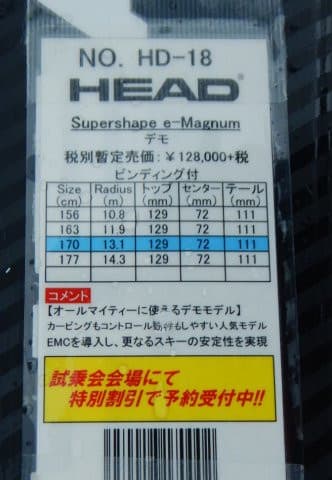 NO. HD-18
HEAD
Supershape e-Magnum
デモ
税別暫定売価：￥128,000+税
ビンディング付
Size (cm) Radius (m) トップ (mm) センター (mm) テール (mm)
156 10.8 129 72 111
163 11.9 129 72 111
170 13.1 129 72 111
177 14.3 129 72 111
コメント
【オールマイティーに使えるデモモデル】
カービングもコントロール しやすい人気モデル
EMCを導入し、更なるスキーの安定性を実現
試乗会会場にて
特別割引で予約受付中!!